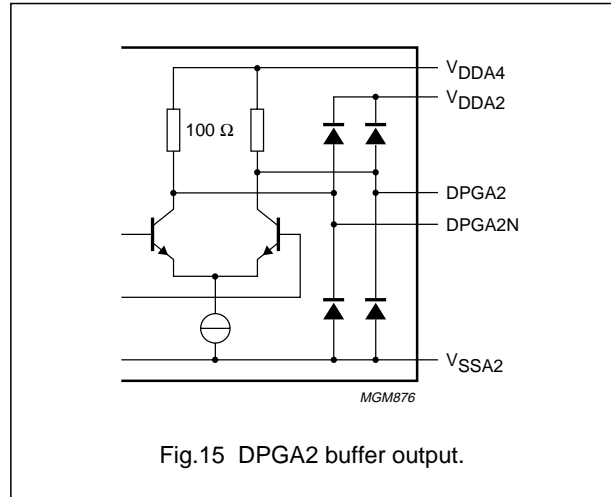 VDDA4
VDDA2
100 Ω
DPGA2
DPGA2N
VSSA2
MGM876
Fig.15 DPGA2 buffer output.